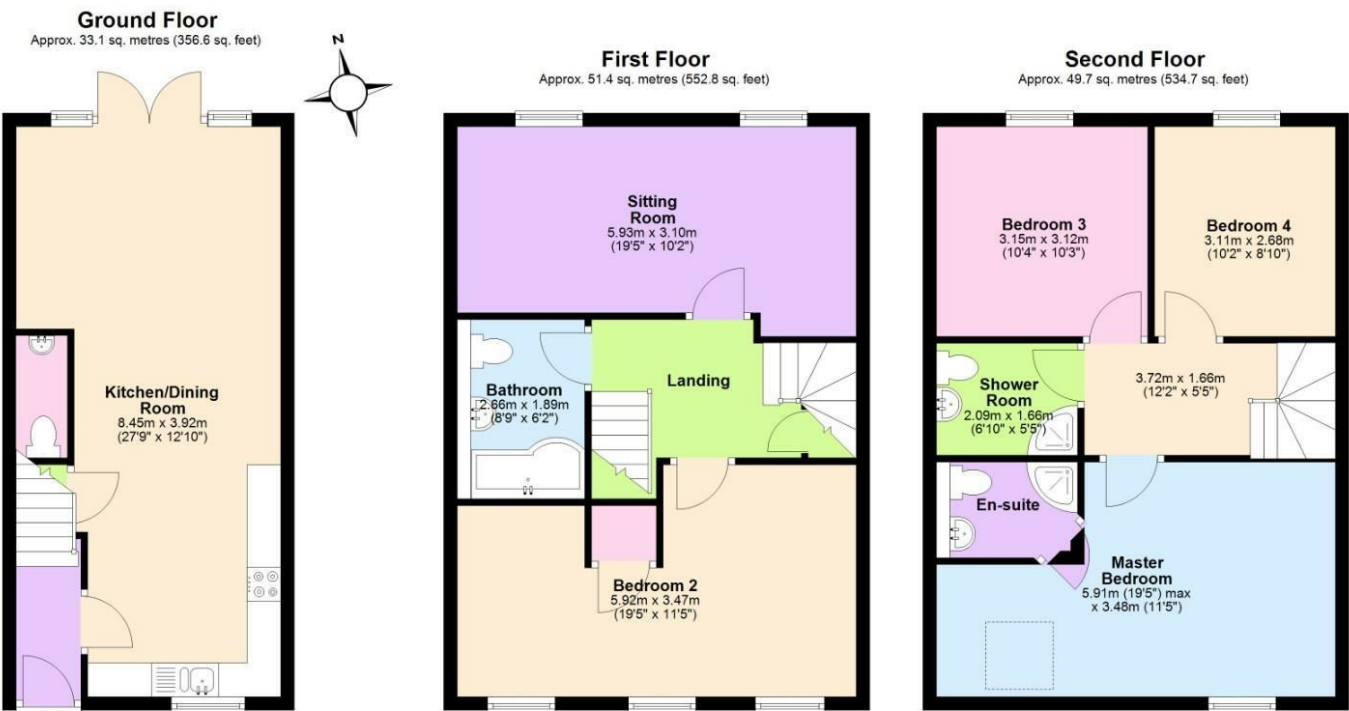 Ground Floor
Approx. 33.1 sq. metres (356.6 sq. feet)
N
Kitchen/Dining
Room
8.45m x 3.92m
(27'9" x 12'10")
First Floor
Approx. 51.4 sq. metres (552.8 sq. feet)
Sitting
Room
5.93m x 3.10m
(19'5" x 10'2")
Bathroom
2.66m x 1.89m
(8'9" x 6'2")
Landing
Bedroom 2
5.92m x 3.47m
(19'5" x 11'5")
Second Floor
Approx. 49.7 sq. metres (534.7 sq. feet)
Bedroom 3
3.15m x 3.12m
(10'4" x 10'3")
Bedroom 4
3.11m x 2.68m
(10'2" x 8'10")
Shower
Room
2.09m x 1.66m
(6'10" x 5'5")
3.72m x 1.66m
(12'2" x 5'5")
En-suite
Master
Bedroom
5.91m (19'5") max
x 3.48m (11'5")